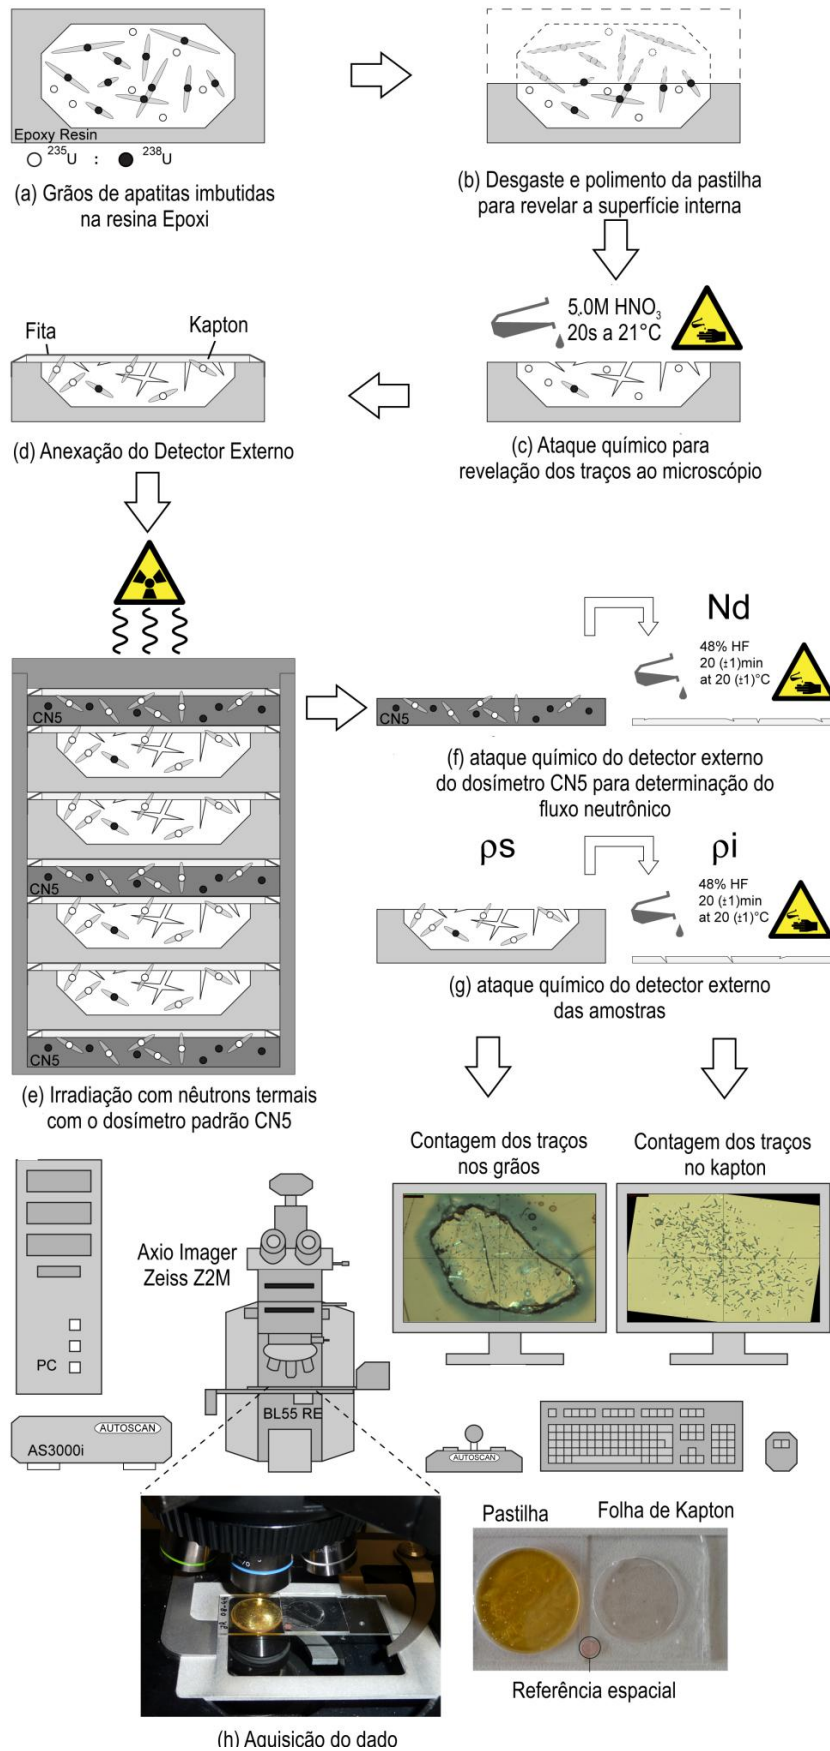 Epoxy Resin
235U : 238U
(a) Grãos de apatitas imbutidas
na resina Epoxi
(b) Desgaste e polimento da pastilha
para revelar a superfície interna
5.0M HNO3
20s a 21°C
(c) Ataque químico para
revelação dos traços ao microscópio
Fita
Kapton
(d) Anexação do Detector Externo
CN5
CN5
CN5
(e) Irradiação com nêutrons termais
com o dosímetro padrão CN5
Nd
48% HF
20 (±1)min
at 20 (±1)°C
CN5
(f) ataque químico do detector externo
do dosímetro CN5 para determinação do
fluxo neutrônico
ρs
ρi
48% HF
20 (±1)min
at 20 (±1)°C
(g) ataque químico do detector externo
das amostras
Contagem dos traços
nos grãos
Contagem dos traços
no kapton
Axio Imager
Zeiss Z2M
PC
BL55 RE
AUTOSCAN
AS3000i
AUTOSCAN
Pastilha
Folha de Kapton
Referência espacial
(h) Aquisição do dado